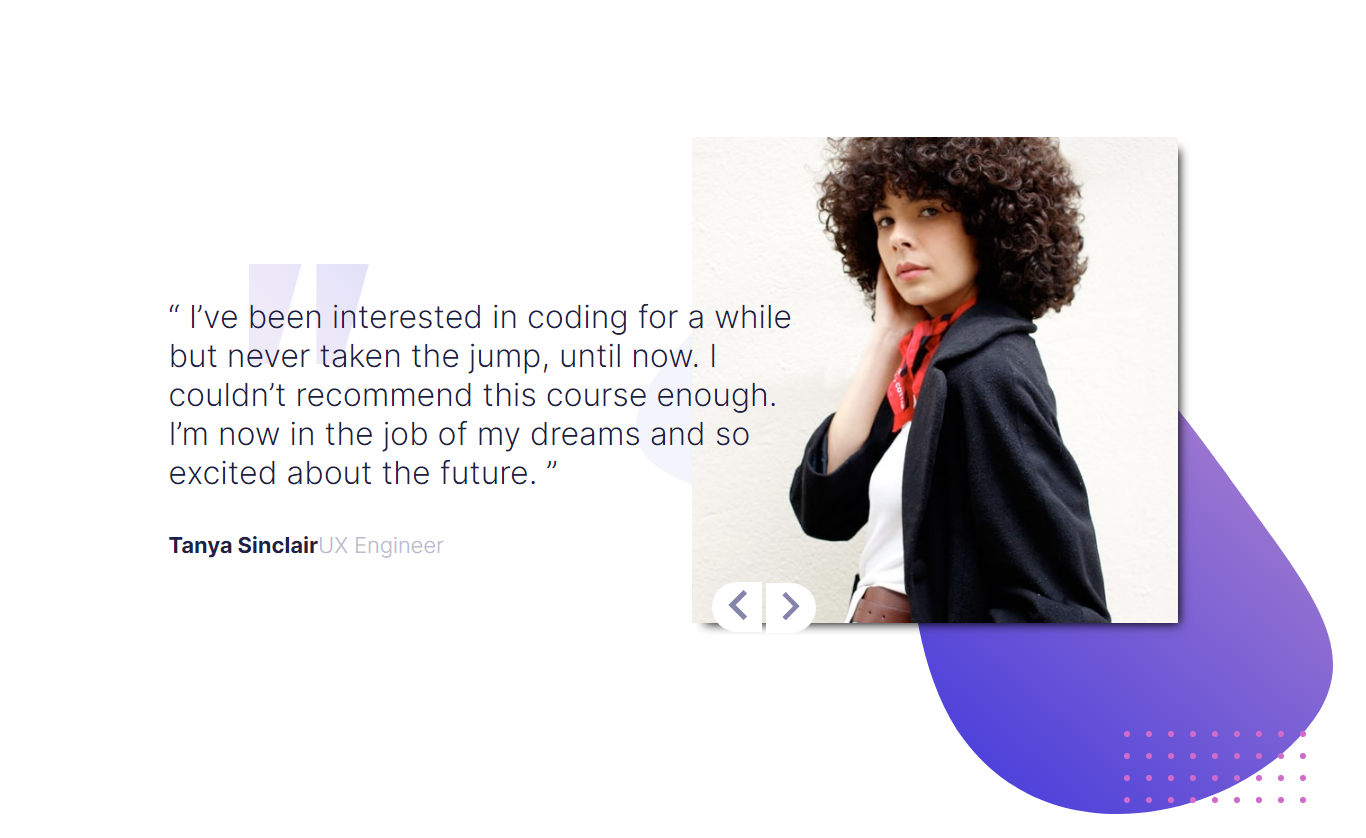 “ I’ve been interested in coding for a while
but never taken the jump, until now. I
couldn’t recommend this course enough.
I’m now in the job of my dreams and so
excited about the future. ”
Tanya SinclairUX Engineer